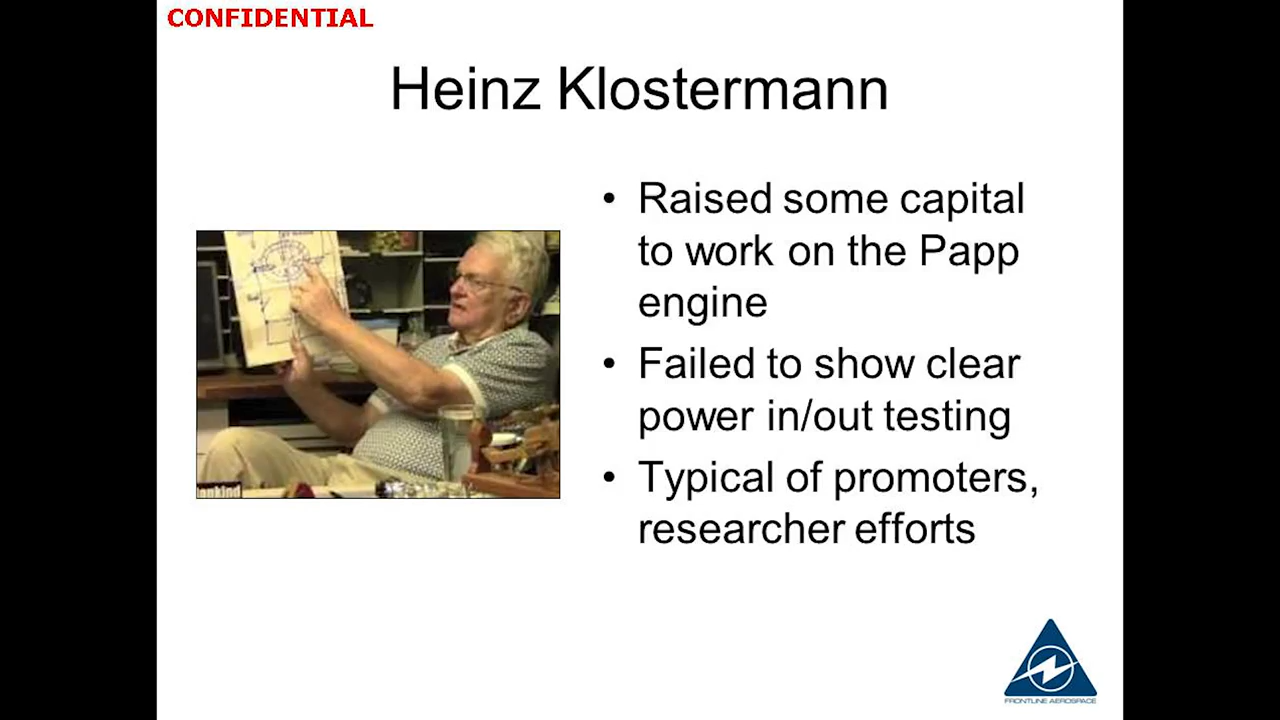 CONFIDENTIAL
Heinz Klostermann
• Raised some capital
to work on the Papp
engine
• Failed to show clear
power in/out testing
• Typical of promoters,
researcher efforts
ankind
FRONTLINE AEROSPACE